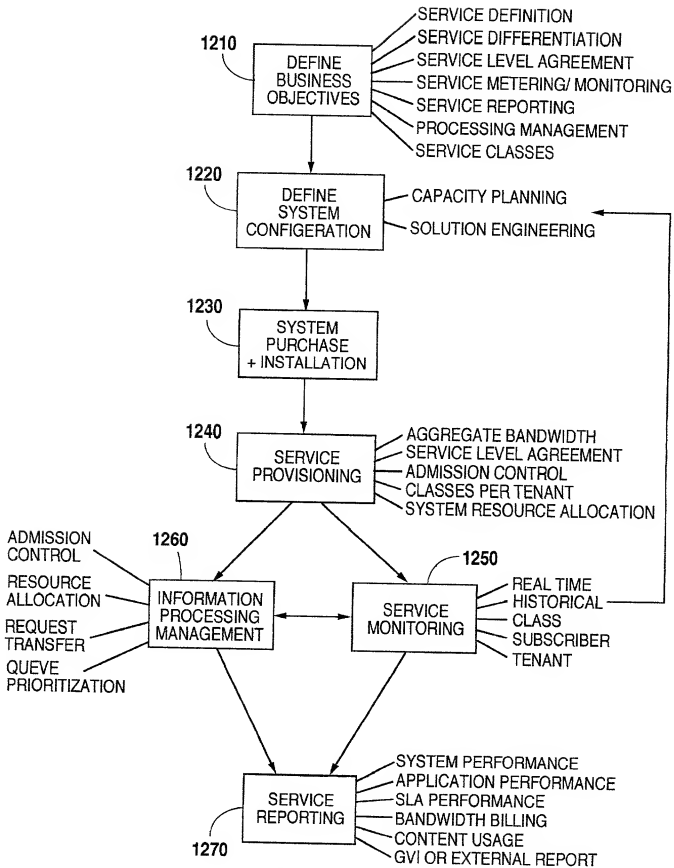 1210
DEFINE
BUSINESS
OBJECTIVES
SERVICE DEFINITION
SERVICE DIFFERENTIATION
SERVICE LEVEL AGREEMENT
SERVICE METERING/ MONITORING
SERVICE REPORTING
PROCESSING MANAGEMENT
SERVICE CLASSES
1220
DEFINE
SYSTEM
CONFIGERATION
CAPACITY PLANNING
SOLUTION ENGINEERING
1230
SYSTEM
PURCHASE
+ INSTALLATION
1240
SERVICE
PROVISIONING
AGGREGATE BANDWIDTH
SERVICE LEVEL AGREEMENT
ADMISSION CONTROL
CLASSES PER TENANT
SYSTEM RESOURCE ALLOCATION
ADMISSION
CONTROL
RESOURCE
ALLOCATION
REQUEST
TRANSFER
QUEVE
PRIORITIZATION
1260
INFORMATION
PROCESSING
MANAGEMENT
1250
SERVICE
MONITORING
REAL TIME
HISTORICAL
CLASS
SUBSCRIBER
TENANT
SERVICE
REPORTING
1270
SYSTEM PERFORMANCE
APPLICATION PERFORMANCE
SLA PERFORMANCE
BANDWIDTH BILLING
CONTENT USAGE
GVI OR EXTERNAL REPORT